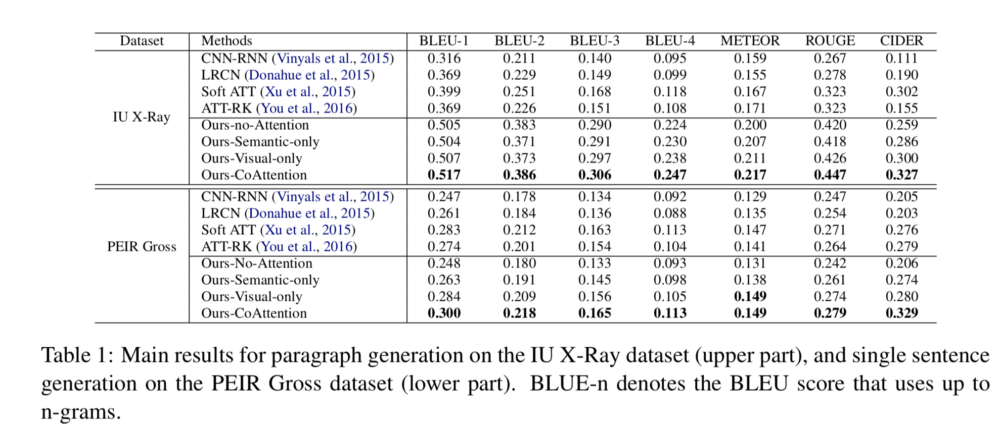 Dataset Methods BLEU-1 BLEU-2 BLEU-3 BLEU-4 METEOR ROUGE CIDER
CNN-RNN (Vinyals et al., 2015) 0.316 0.211 0.140 0.095 0.159 0.267 0.111
LRCN (Donahue et al., 2015) 0.369 0.229 0.149 0.099 0.155 0.278 0.190
Soft ATT (Xu et al., 2015) 0.399 0.251 0.168 0.118 0.167 0.323 0.302
ATT-RK (You et al., 2016) 0.369 0.226 0.151 0.108 0.171 0.323 0.155
IU X-Ray
Ours-no-Attention 0.505 0.383 0.290 0.224 0.200 0.420 0.259
Ours-Semantic-only 0.504 0.371 0.291 0.230 0.207 0.418 0.286
Ours-Visual-only 0.507 0.373 0.297 0.238 0.211 0.426 0.300
Ours-CoAttention 0.517 0.386 0.306 0.247 0.217 0.447 0.327
CNN-RNN (Vinyals et al., 2015) 0.247 0.178 0.134 0.092 0.129 0.247 0.205
LRCN (Donahue et al., 2015) 0.261 0.184 0.136 0.088 0.135 0.254 0.203
Soft ATT (Xu et al., 2015) 0.283 0.212 0.163 0.113 0.147 0.271 0.276
PEIR Gross ATT-RK (You et al., 2016) 0.274 0.201 0.154 0.104 0.141 0.264 0.279
Ours-No-Attention 0.248 0.180 0.133 0.093 0.131 0.242 0.206
Ours-Semantic-only 0.263 0.191 0.145 0.098 0.138 0.261 0.274
Ours-Visual-only 0.284 0.209 0.156 0.105 0.149 0.274 0.280
Ours-CoAttention 0.300 0.218 0.165 0.113 0.149 0.279 0.329
Table 1: Main results for paragraph generation on the IU X-Ray dataset (upper part), and single sentence
generation on the PEIR Gross dataset (lower part). BLUE-n denotes the BLEU score that uses up to
n-grams.